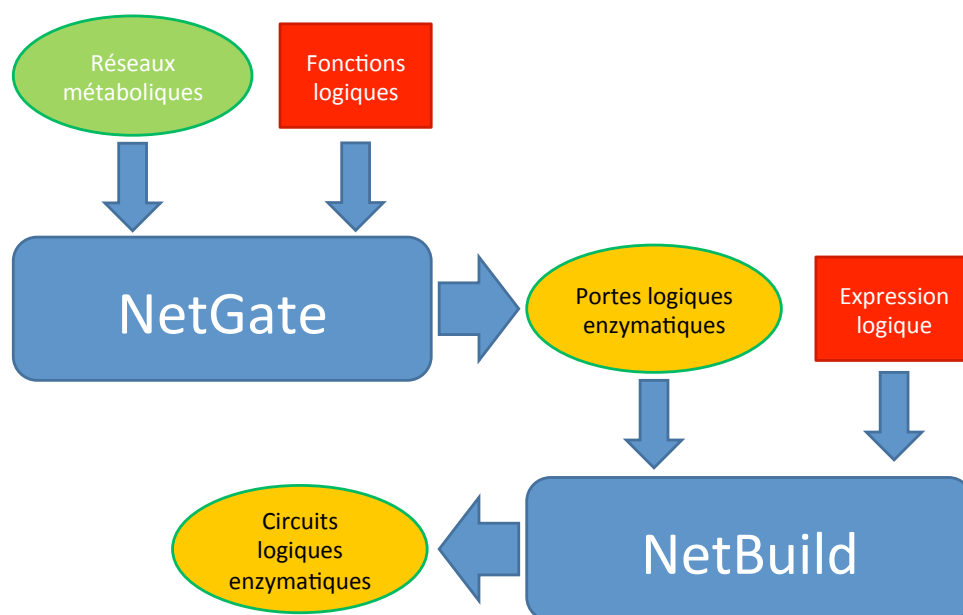 Réseaux
métaboliques
Fonctions
logiques
NetGate
Portes logiques
enzymatiques
Expression
logique
Circuits
logiques
enzymatiques
NetBuild